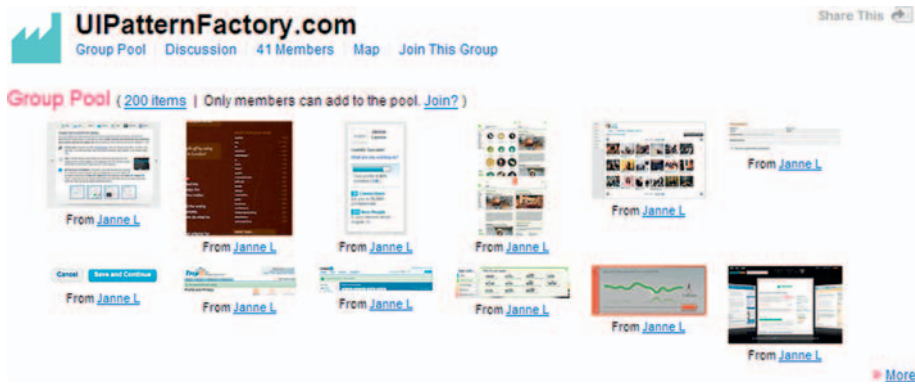 UIPatternFactory.com
Share This
Group Pool Discussion 41 Members Map Join This Group
Group Pool ( 200 items | Only members can add to the pool. Join? )
From Janne L
From Janne L
From Janne L
From Janne L
From Janne L
From Janne L
Cancel Save and Continue
From Janne L
From Janne L
From Janne L
From Janne L
From Janne L
From Janne L
» More